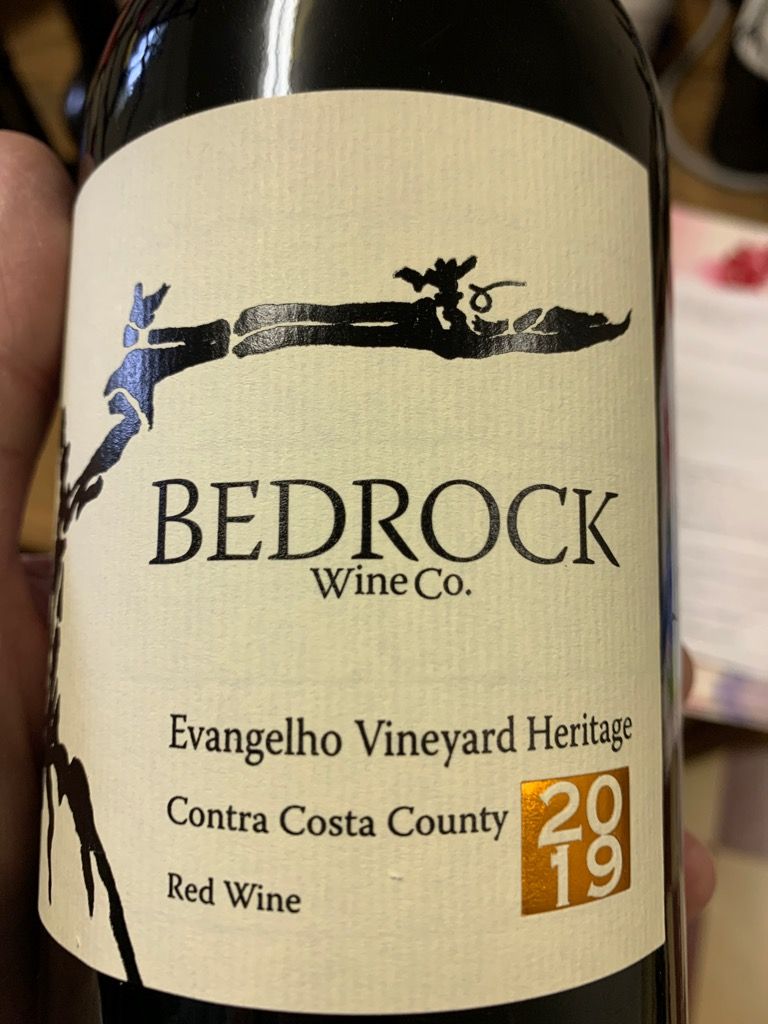 BEDROCK
Wine Co.
Evangelho Vineyard Heritage
Contra Costa County
Red Wine
20
19